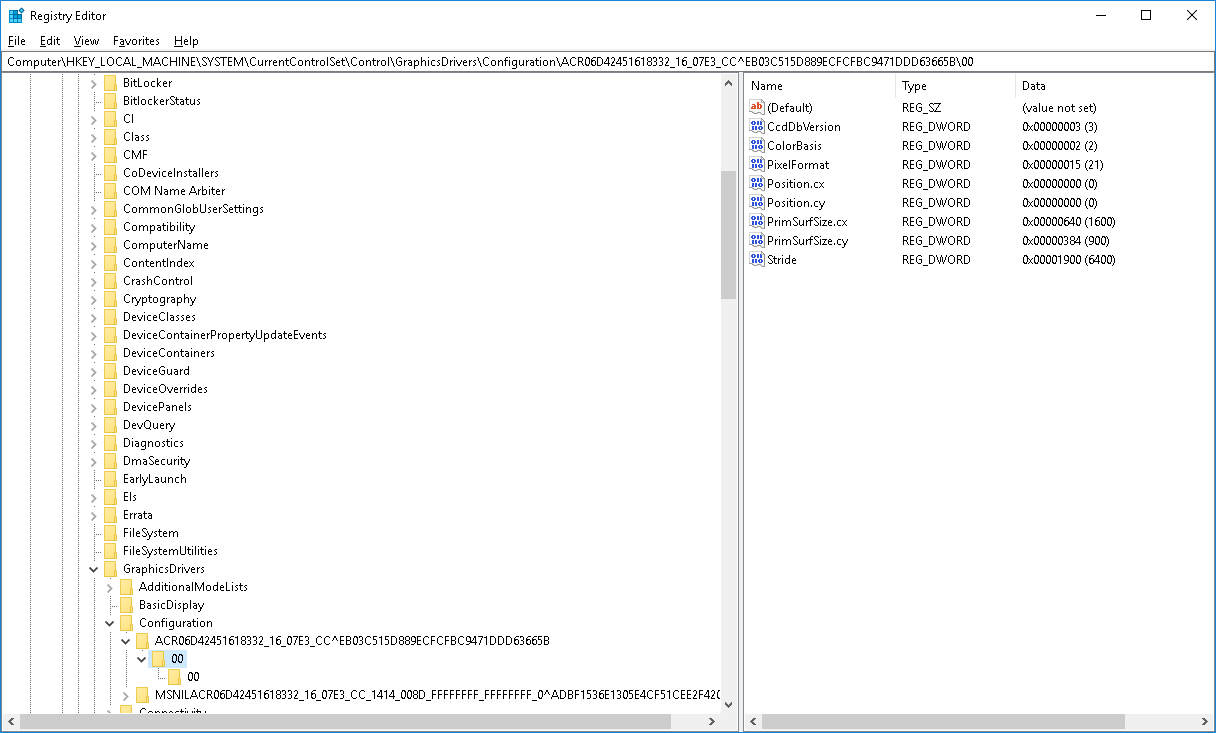 Registry Editor
File Edit View Favorites Help
Computer\HKEY_LOCAL_MACHINE\SYSTEM\CurrentControlSet\Control\GraphicsDrivers\Configuration\ACR06D42451618332_16_07E3_CC^EB03C515D889ECFCFBC9471DDD63665B\00
BitLocker
BitlockerStatus
CI
Class
CMF
CoDeviceInstallers
COM Name Arbiter
CommonGlobUserSettings
Compatibility
ComputerName
ContentIndex
CrashControl
Cryptography
DeviceClasses
DeviceContainerPropertyUpdateEvents
DeviceContainers
DeviceGuard
DeviceOverrides
DevicePanels
DevQuery
Diagnostics
DmaSecurity
EarlyLaunch
Els
Errata
FileSystem
FileSystemUtilities
GraphicsDrivers
AdditionalModeLists
BasicDisplay
Configuration
ACR06D42451618332_16_07E3_CC^EB03C515D889ECFCFBC9471DDD63665B
00
00
MSNILACR06D42451618332_16_07E3_CC_1414_008D_FFFFFFFF_FFFFFFFF_0^ADBF1536E1305E4CF51CEE2F42C
Connectivity
Name Type Data
(Default) REG_SZ (value not set)
CcdDbVersion REG_DWORD 0x00000003 (3)
ColorBasis REG_DWORD 0x00000002 (2)
PixelFormat REG_DWORD 0x00000015 (21)
Position.cx REG_DWORD 0x00000000 (0)
Position.cy REG_DWORD 0x00000000 (0)
PrimSurfSize.cx REG_DWORD 0x00000640 (1600)
PrimSurfSize.cy REG_DWORD 0x00000384 (900)
Stride REG_DWORD 0x00001900 (6400)